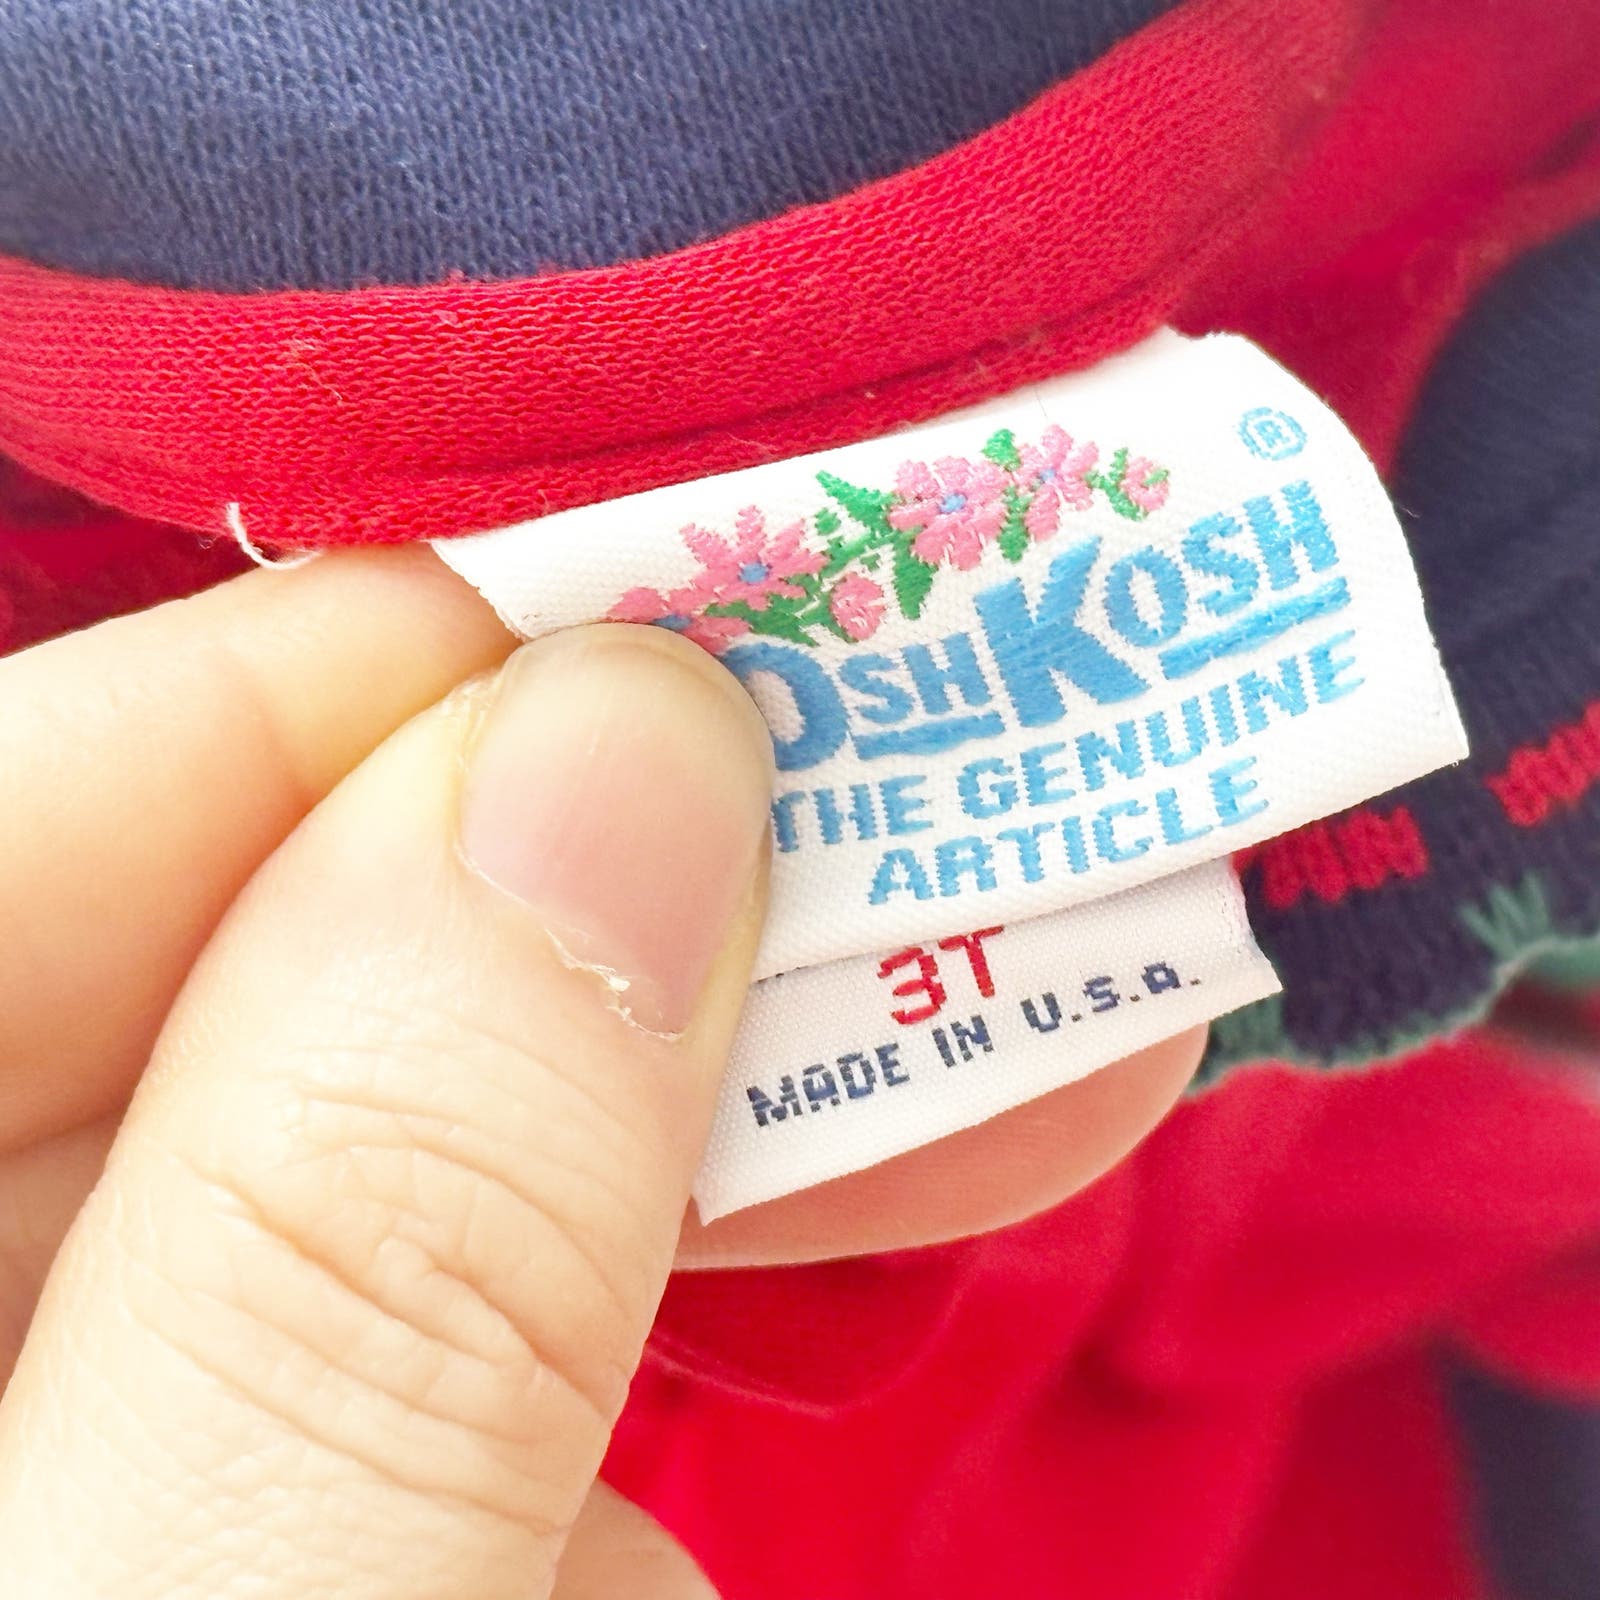 ®
OSHKOSH
THE GENUINE
ARTICLE
3T
MADE IN U.S.A.